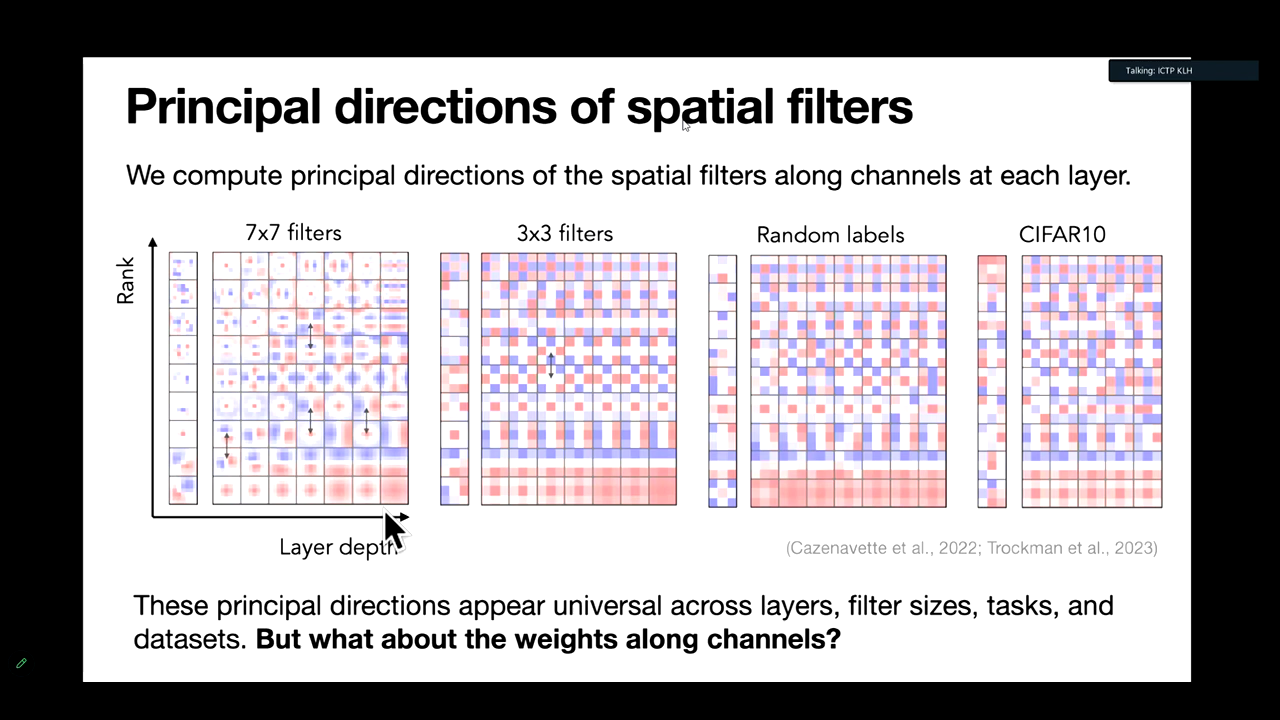 Talking: ICTP KLH
Principal directions of spatial filters
We compute principal directions of the spatial filters along channels at each layer.
7x7 filters
3x3 filters
Random labels
CIFAR10
Rank
Layer depth
(Cazenavette et al., 2022; Trockman et al., 2023)
These principal directions appear universal across layers, filter sizes, tasks, and
datasets. But what about the weights along channels?